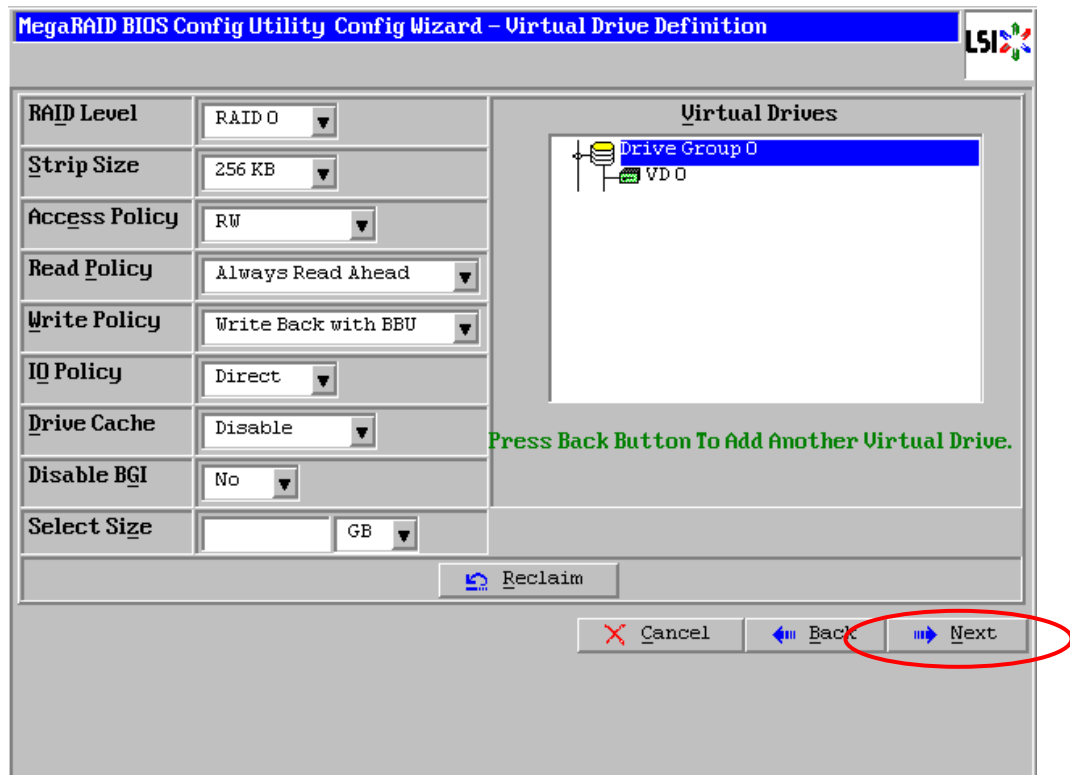 MegaRAID BIOS Config Utility Config Wizard – Virtual Drive Definition
LSI
RAID Level
RAID 0
Strip Size
256 KB
Access Policy
RW
Read Policy
Always Read Ahead
Write Policy
Write Back with BBU
IO Policy
Direct
Drive Cache
Disable
Disable BGI
No
Select Size
GB
Virtual Drives
Drive Group 0
VD 0
Press Back Button To Add Another Virtual Drive.
Reclaim
Cancel
Back
Next